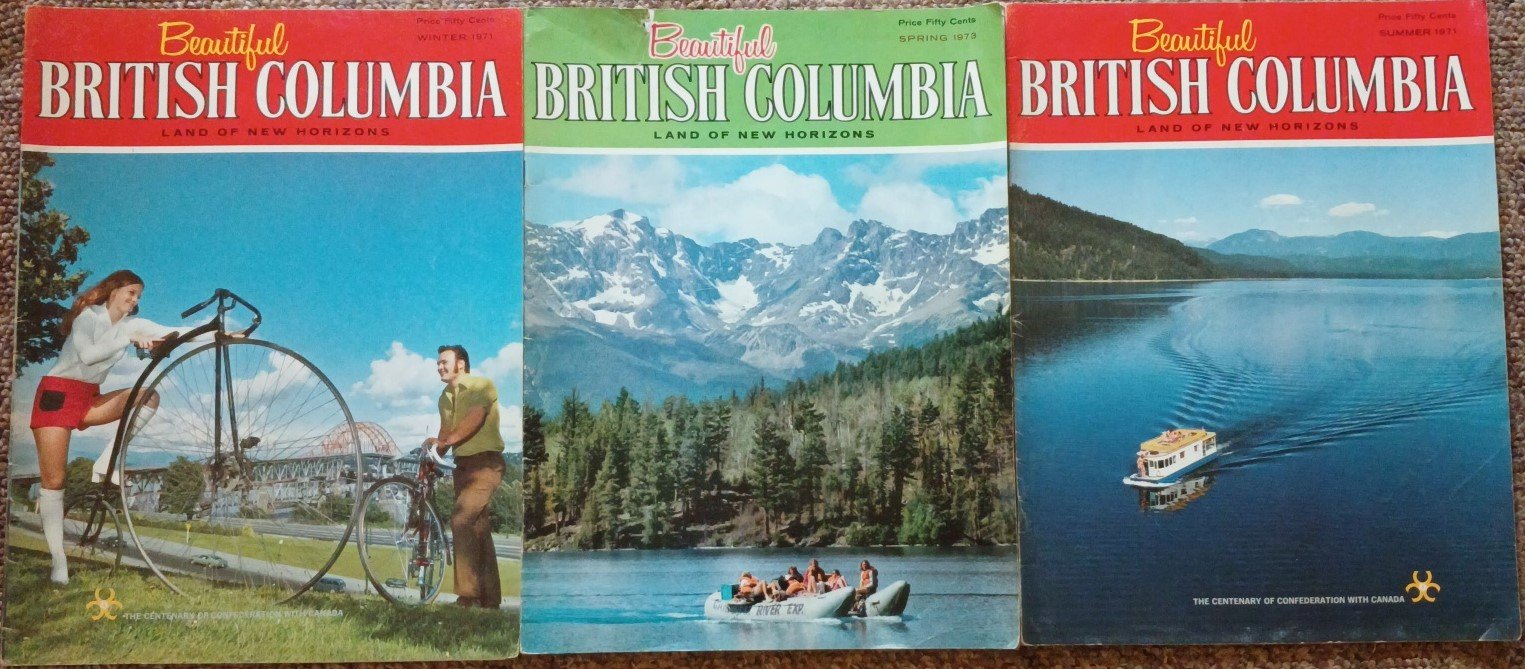 Price Fifty Cents
WINTER 1971
Beautiful
BRITISH COLUMBIA
LAND OF NEW HORIZONS
THE CENTENARY OF CONFEDERATION WITH CANADA
Price Fifty Cents
SPRING 1973
Beautiful
BRITISH COLUMBIA
LAND OF NEW HORIZONS
RIVER EXP.
Price Fifty Cents
SUMMER 1971
Beautiful
BRITISH COLUMBIA
LAND OF NEW HORIZONS
THE CENTENARY OF CONFEDERATION WITH CANADA